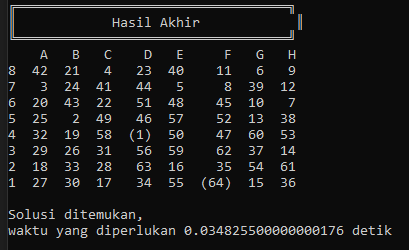 Hasil Akhir
A B C D E F G H
8 42 21 4 23 40 11 6 9
7 3 24 41 44 5 8 39 12
6 20 43 22 51 48 45 10 7
5 25 2 49 46 57 52 13 38
4 32 19 58 (1) 50 47 60 53
3 29 26 31 56 59 62 37 14
2 18 33 28 63 16 35 54 61
1 27 30 17 34 55 (64) 15 36
Solusi ditemukan,
waktu yang diperlukan 0.034825500000000176 detik